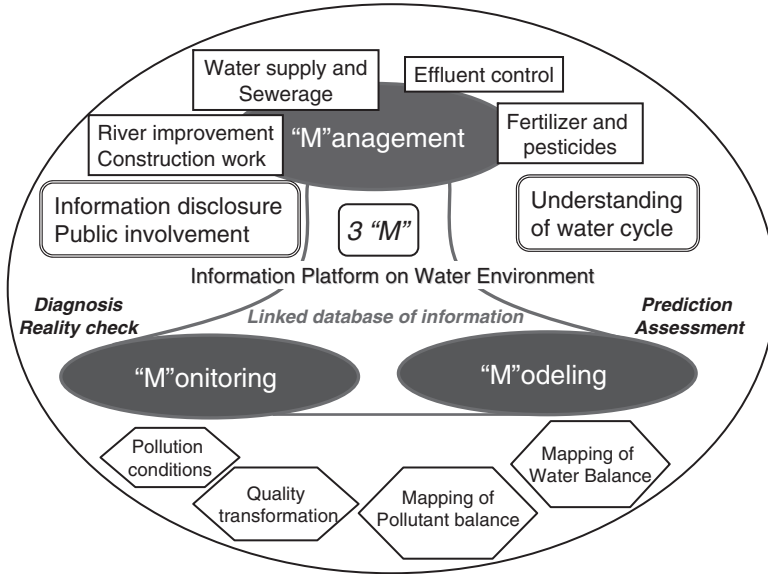 Water supply and
Sewerage
Effluent control
River improvement
Construction work
“M”anagement
Fertilizer and
pesticides
Information disclosure
Public involvement
3 “M”
Understanding
of water cycle
Information Platform on Water Environment
Diagnosis
Reality check
Linked database of information
Prediction
Assessment
“M”onitoring
“M”odeling
Pollution
conditions
Quality
transformation
Mapping of
Pollutant balance
Mapping of
Water Balance